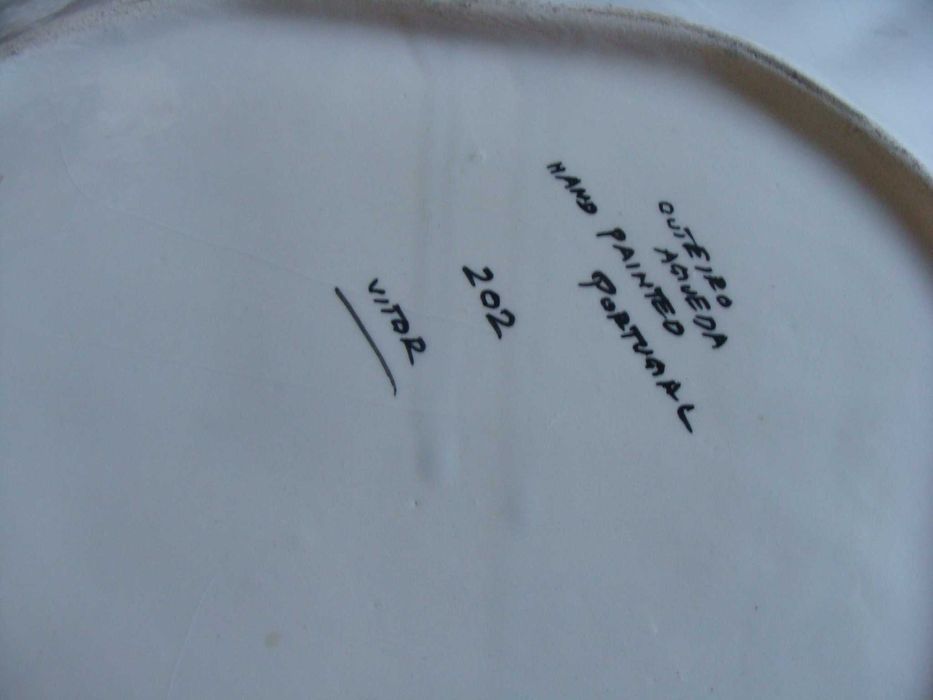 OUTEIRO
AGUEDA
HAND PAINTED
PORTUGAL
202
VITOR